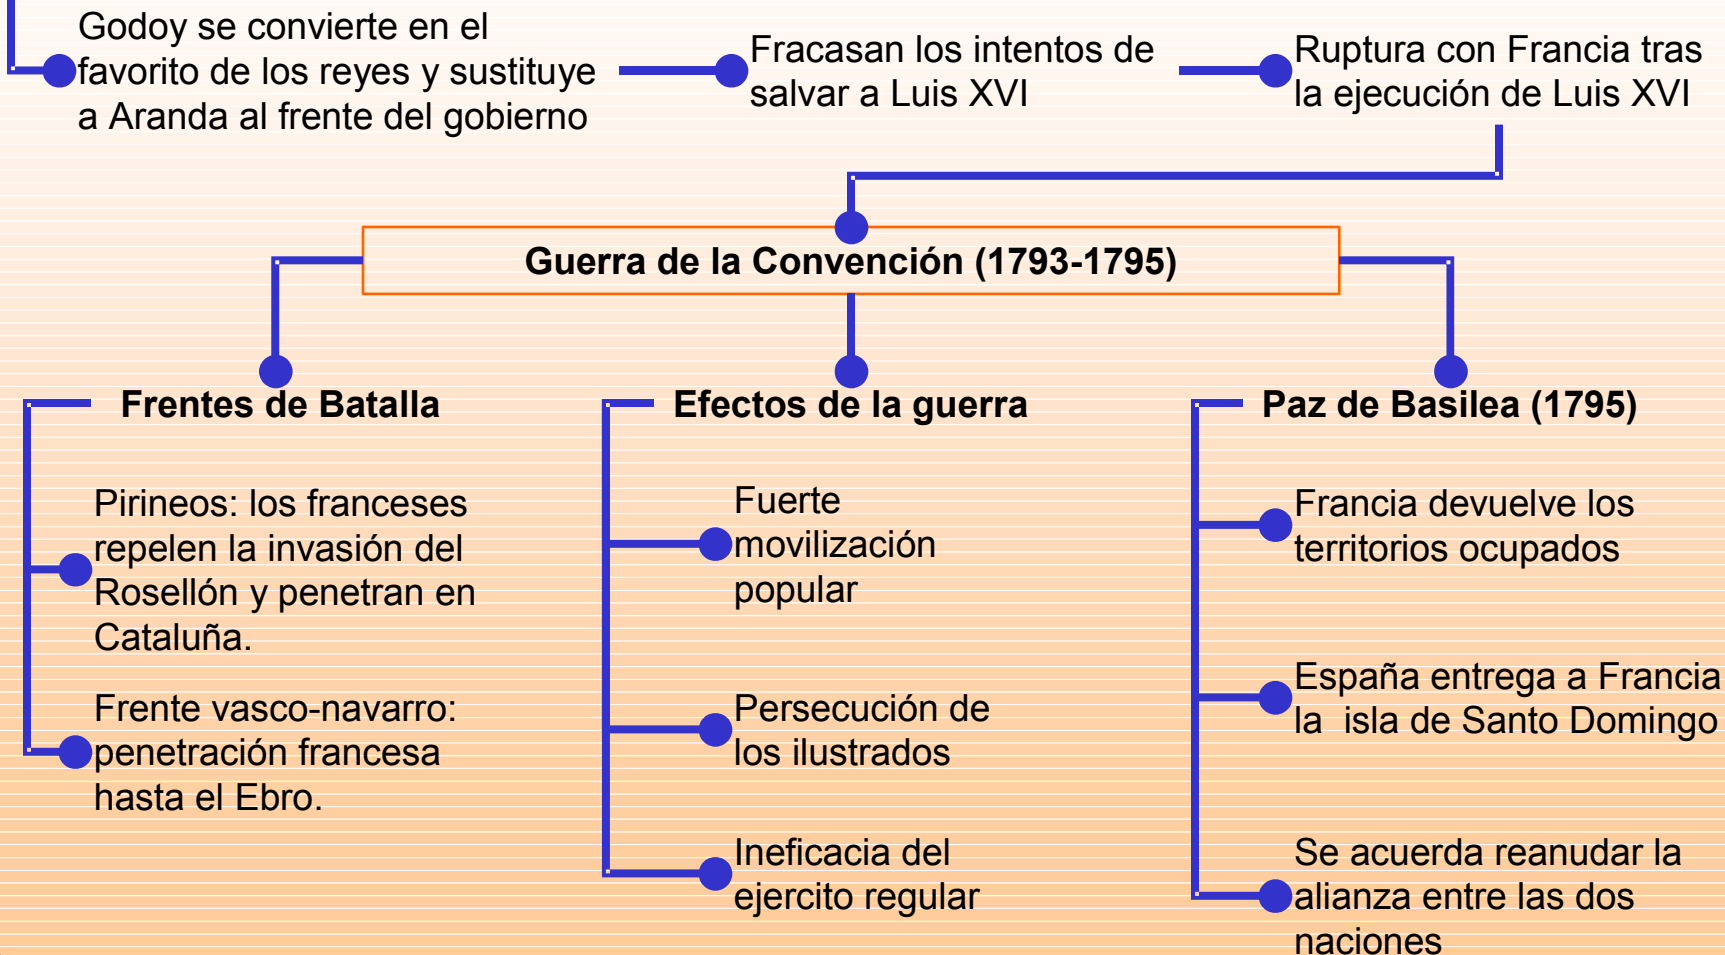 Godoy se convierte en el
favorito de los reyes y sustituye
a Aranda al frente del gobierno
Fracasan los intentos de
salvar a Luis XVI
Ruptura con Francia tras
la ejecución de Luis XVI
Guerra de la Convención (1793-1795)
Frentes de Batalla
Pirineos: los franceses
repelen la invasión del
Rosellón y penetran en
Cataluña.
Frente vasco-navarro:
penetración francesa
hasta el Ebro.
Efectos de la guerra
Fuerte
movilización
popular
Persecución de
los ilustrados
Ineficacia del
ejercito regular
Paz de Basilea (1795)
Francia devuelve los
territorios ocupados
España entrega a Francia
la  isla de Santo Domingo
Se acuerda reanudar la
alianza entre las dos
naciones